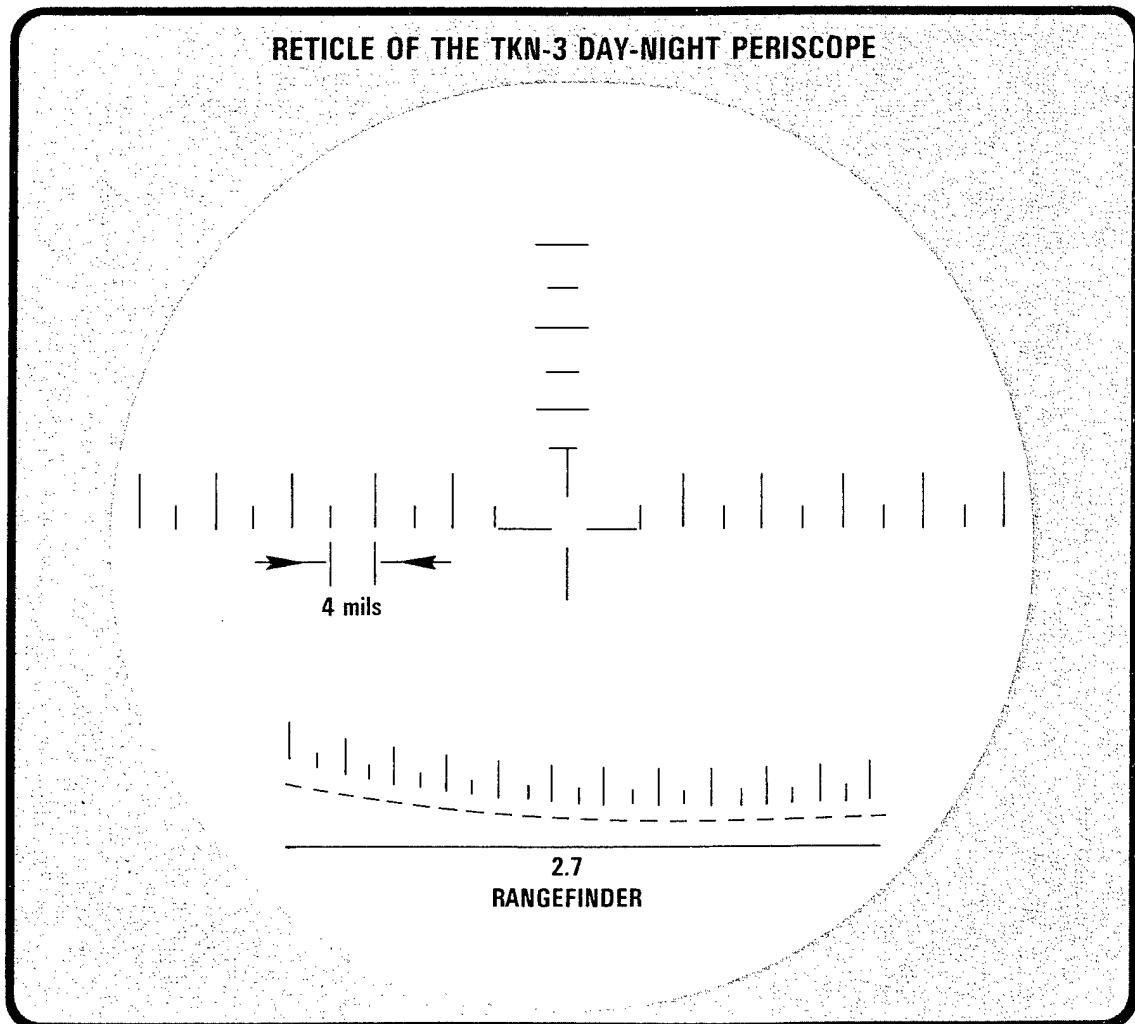 RETICLE OF THE TKN-3 DAY-NIGHT PERISCOPE
4 mils
2.7
RANGEFINDER